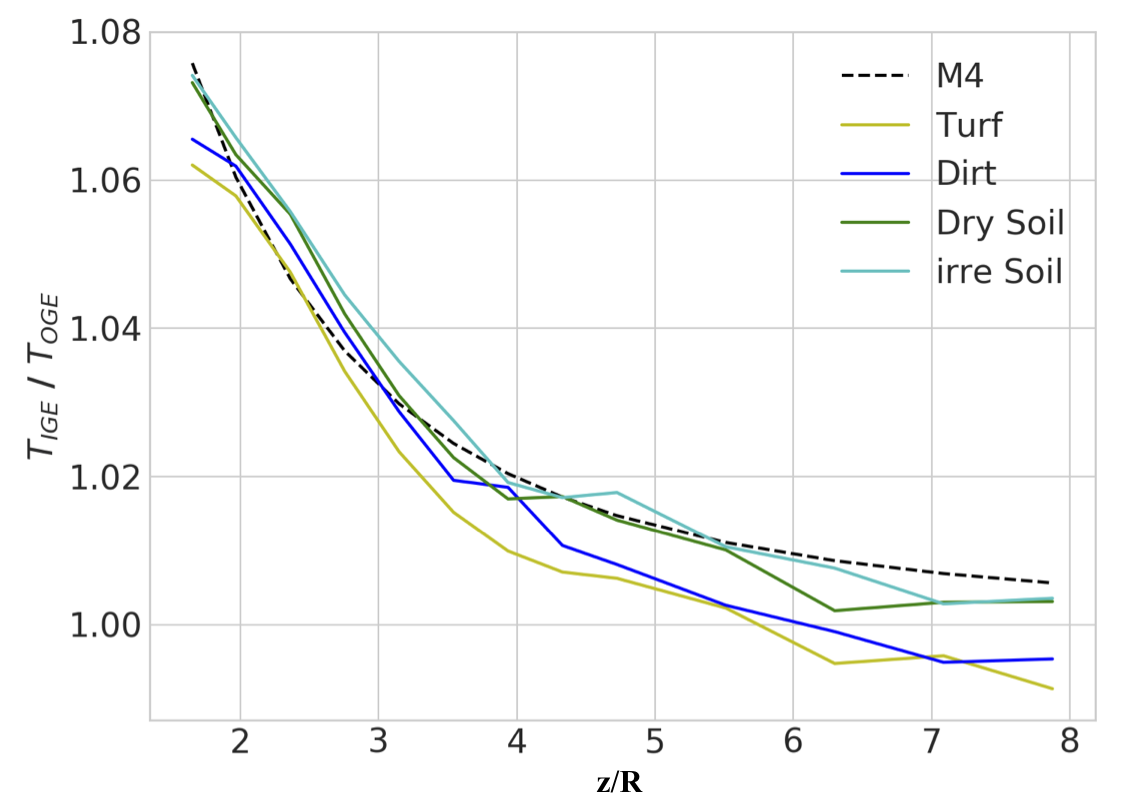 1.08
1.06
1.04
1.02
1.00
T_IGE / T_OGE
2 3 4 5 6 7 8
z/R
M4
Turf
Dirt
Dry Soil
irre Soil